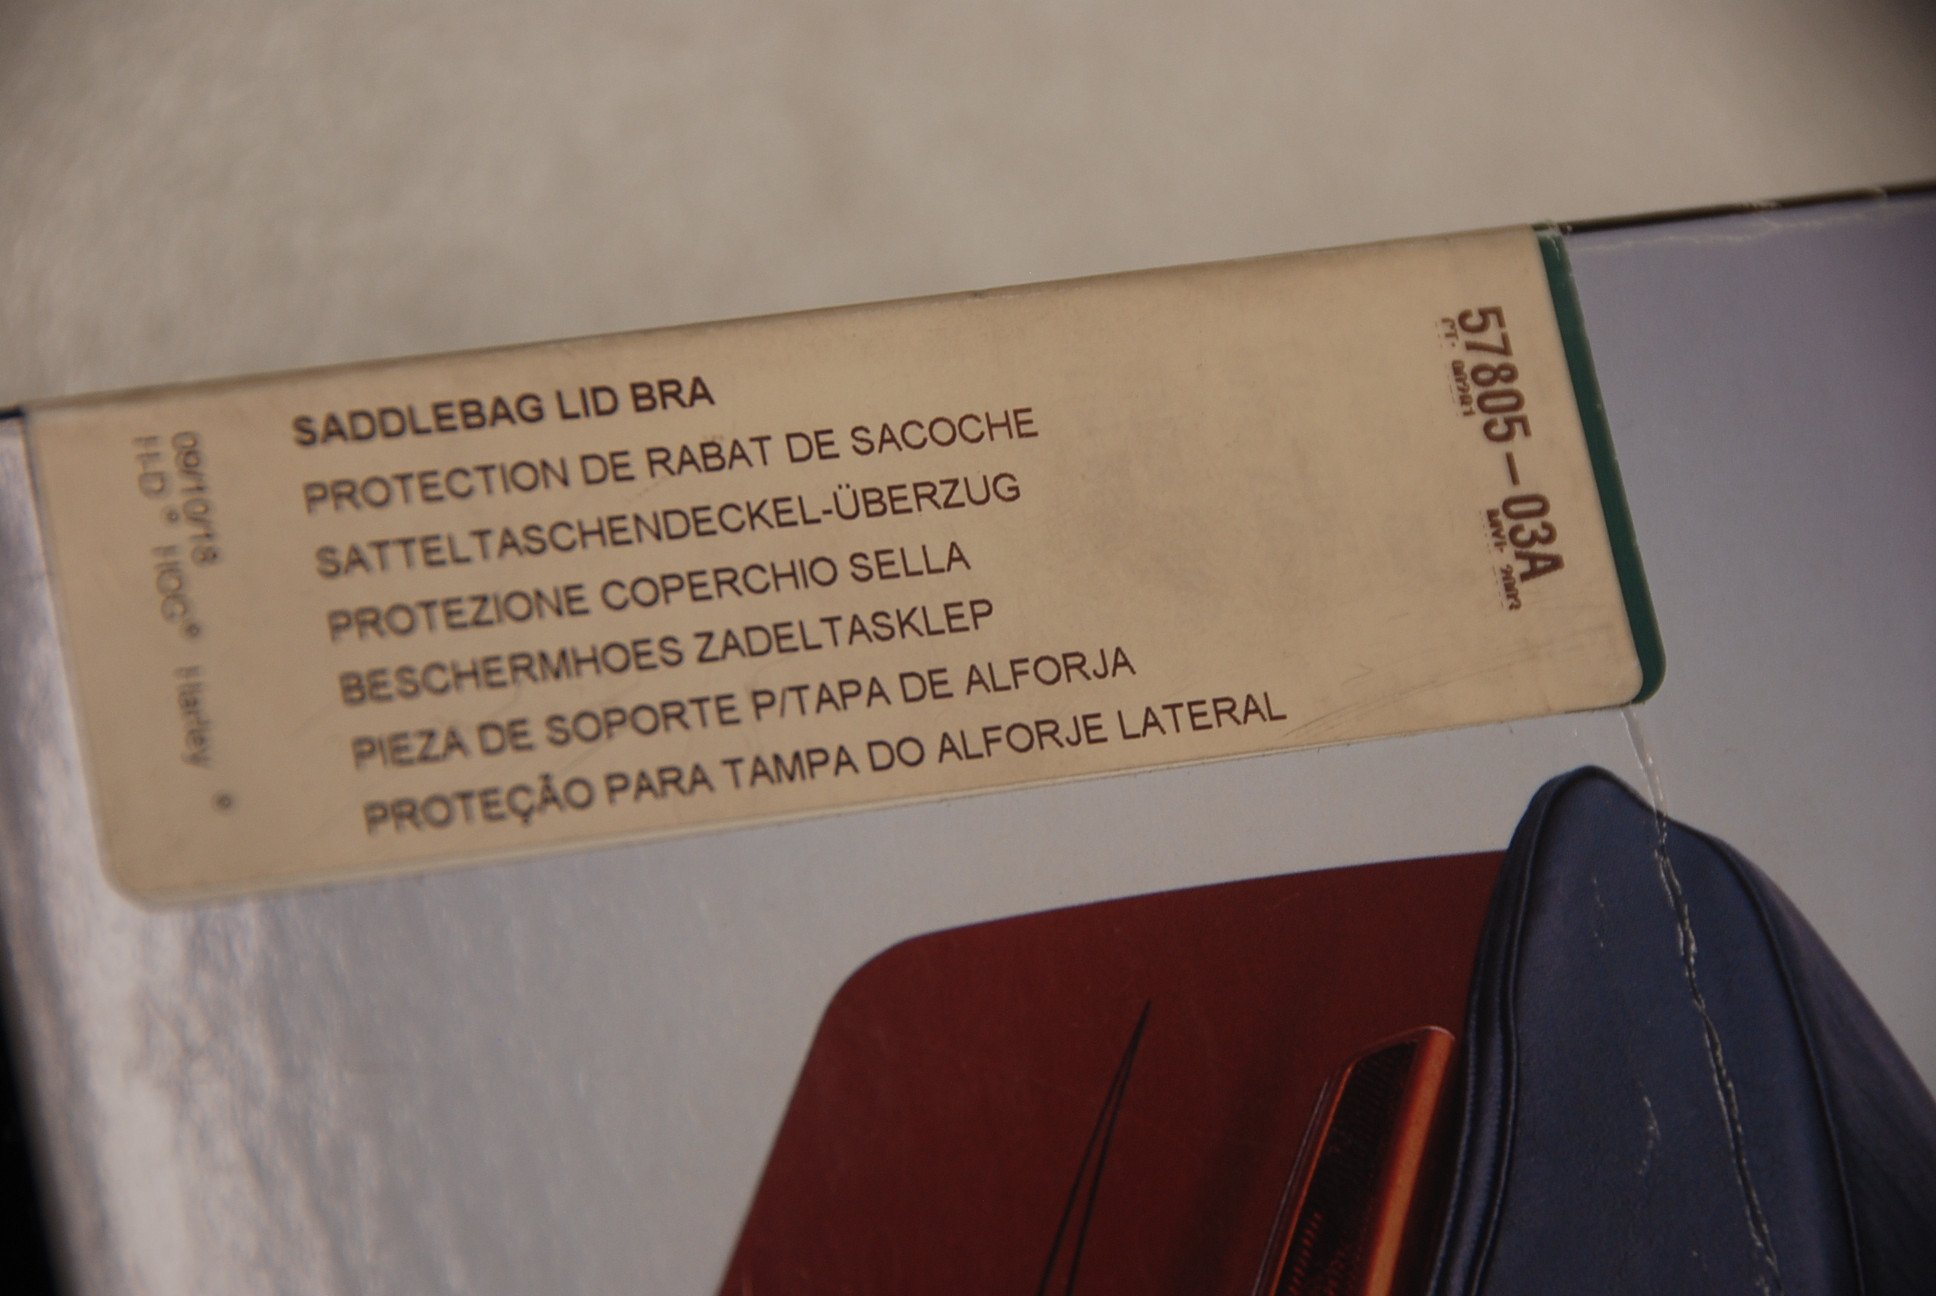 SADDLEBAG LID BRA
PROTECTION DE RABAT DE SACOCHE
SATTELTASCHENDECKEL-ÜBERZUG
PROTEZIONE COPERCHIO SELLA
BESCHERMHOES ZADELTASKLEP
PIEZA DE SOPORTE P/TAPA DE ALFORJA
PROTEÇÃO PARA TAMPA DO ALFORJE LATERAL
57805-03A
09/10/18
H-D HOG Harley